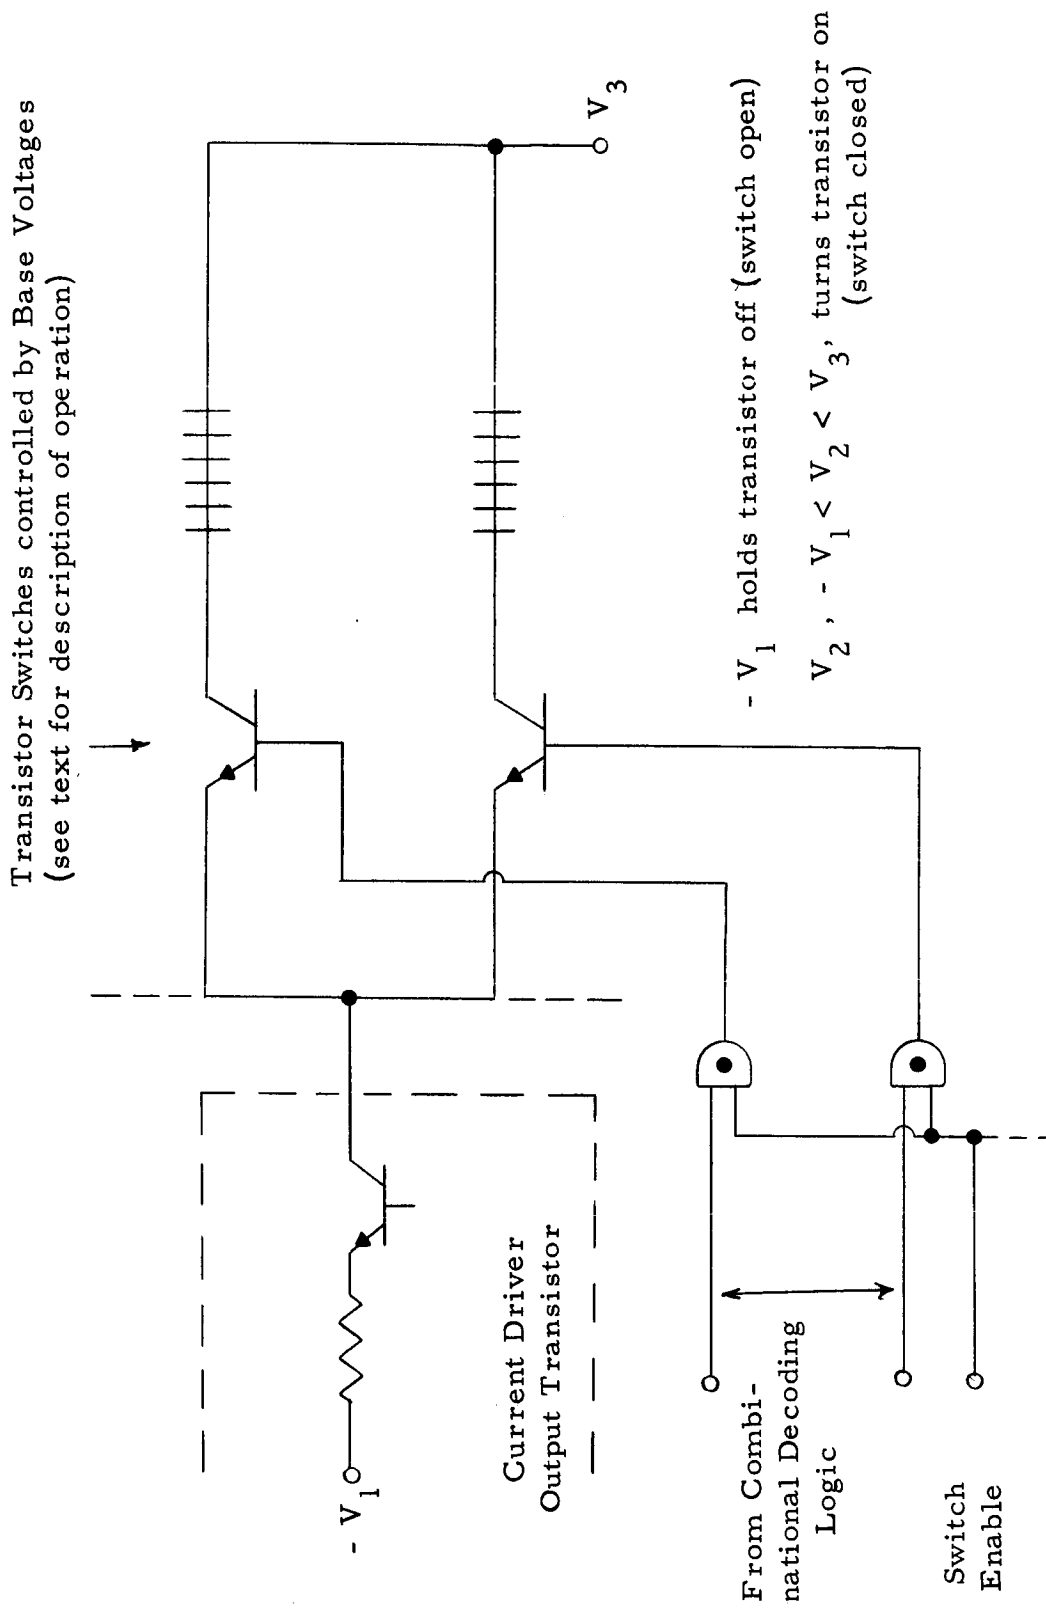 Transistor Switches controlled by Base Voltages
(see text for description of operation)
V3
- V1 holds transistor off (switch open)
V2 , - V1 < V2 < V3, turns transistor on
(switch closed)
- V1
Current Driver
Output Transistor
From Combi-
national Decoding
Logic
Switch
Enable